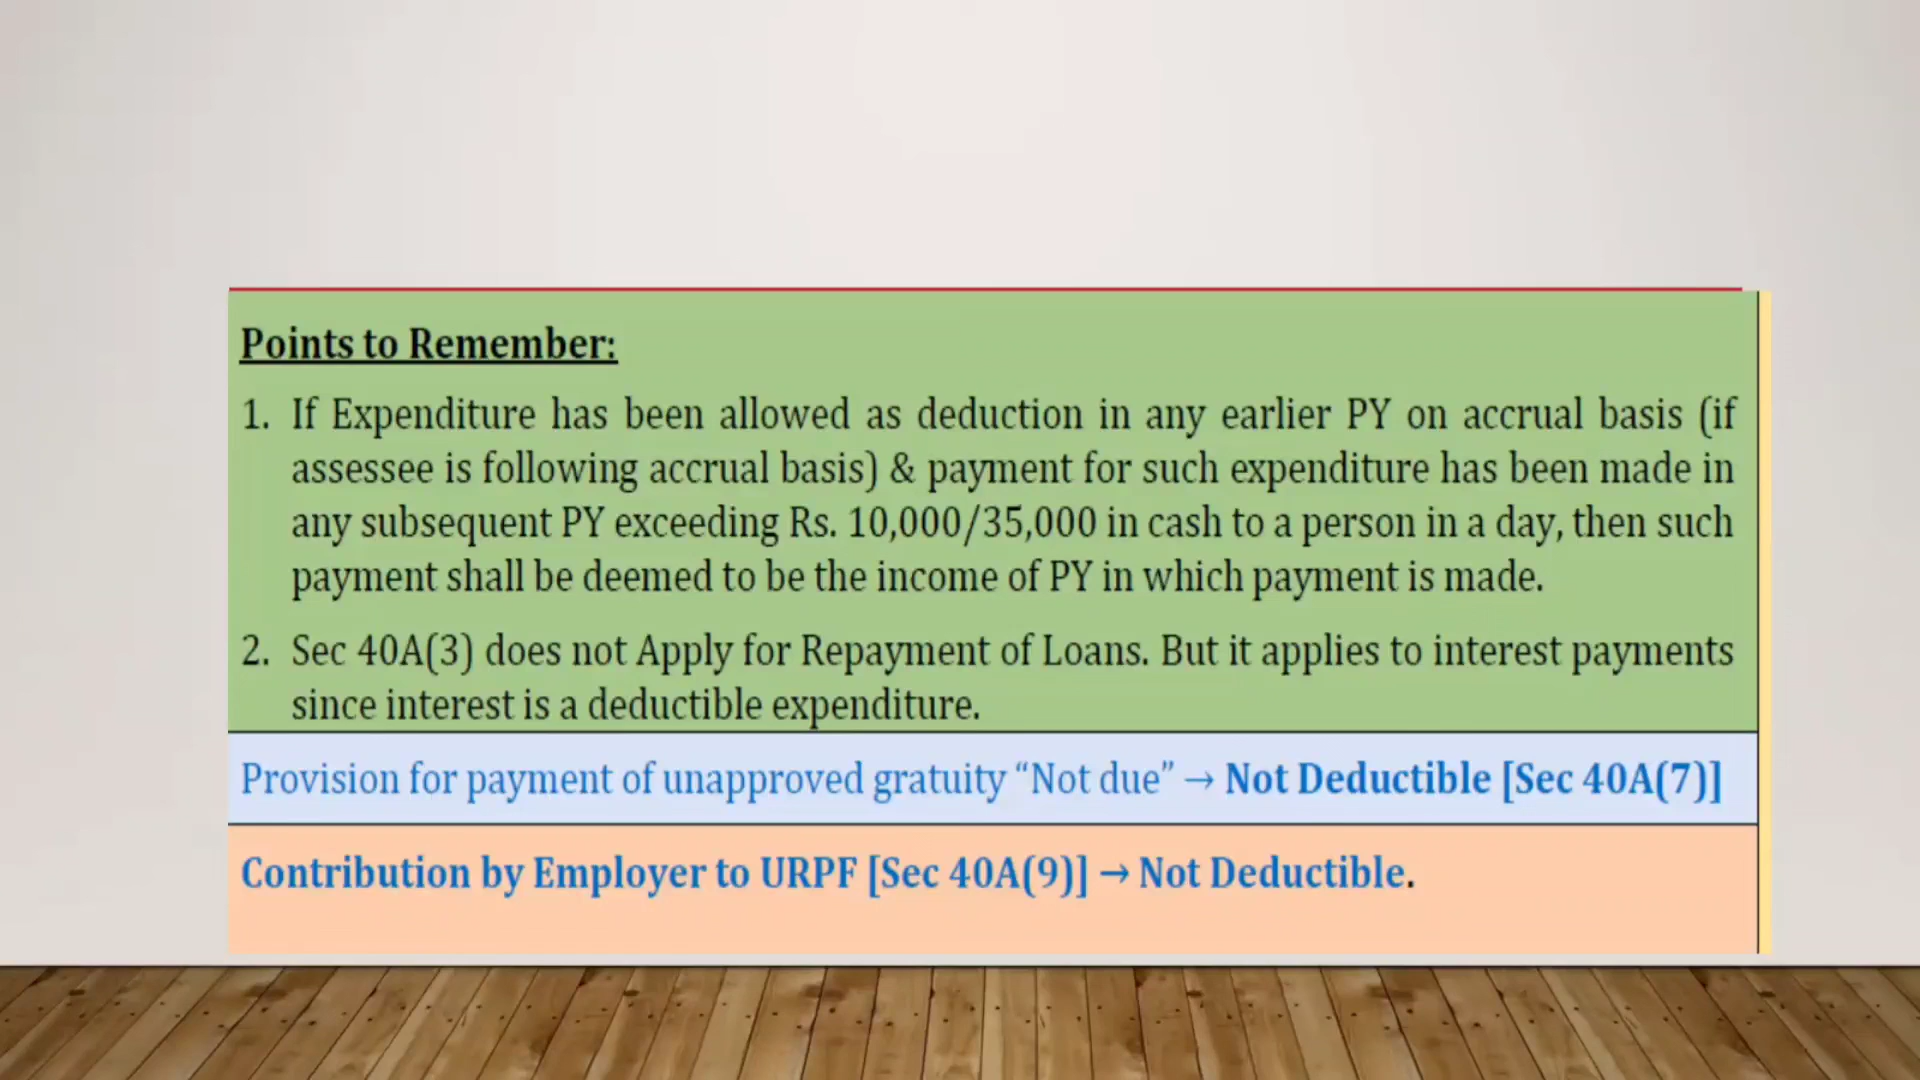 Points to Remember:
1. If Expenditure has been allowed as deduction in any earlier PY on accrual basis (if
assessee is following accrual basis) & payment for such expenditure has been made in
any subsequent PY exceeding Rs. 10,000/35,000 in cash to a person in a day, then such
payment shall be deemed to be the income of PY in which payment is made.
2. Sec 40A(3) does not Apply for Repayment of Loans. But it applies to interest payments
since interest is a deductible expenditure.
Provision for payment of unapproved gratuity “Not due” → Not Deductible [Sec 40A(7)]
Contribution by Employer to URPF [Sec 40A(9)] → Not Deductible.